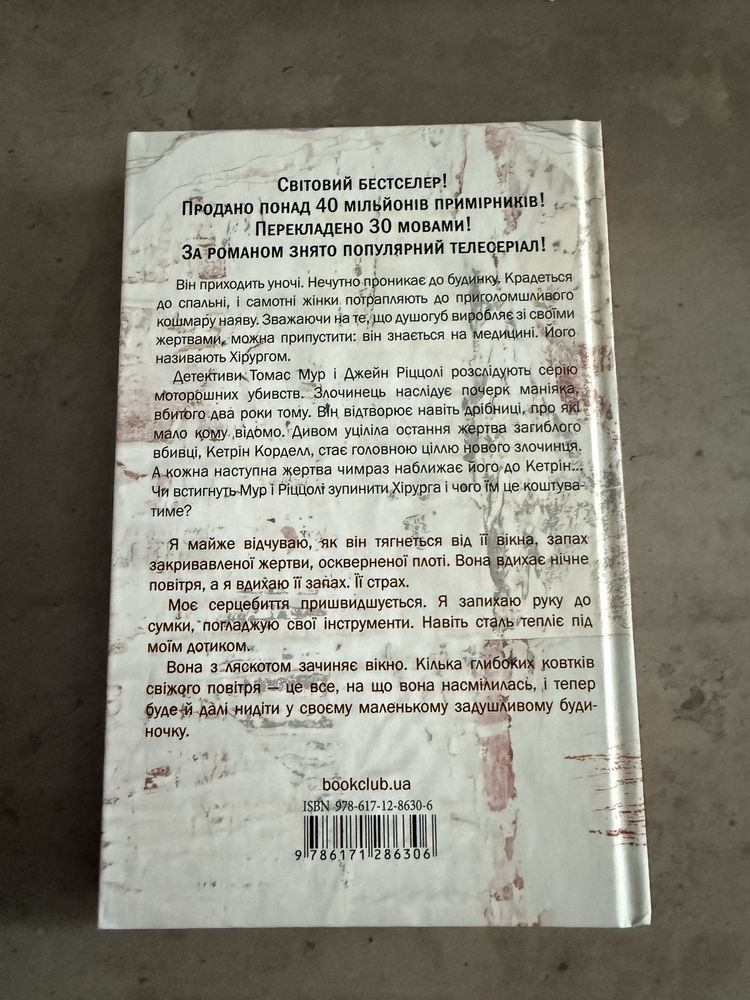 Світовий бестселер!
Продано понад 40 мільйонів примірників!
Перекладено 30 мовами!
За романом знято популярний телесеріал!
Він приходить уночі. Нечутно проникає до будинку. Крадеться
до спальні, і самотні жінки потрапляють до приголомшливого
кошмару наяву. Зважаючи на те, що душогуб виробляє зі своїми
жертвами, можна припустити: він знається на медицині. Його
називають Хірургом.
Детективи Томас Мур і Джейн Ріццолі розслідують серію
моторошних убивств. Злочинець наслідує почерк маніяка,
вбитого два роки тому. Він відтворює навіть дрібниці, про які
мало кому відомо. Дивом уціліла остання жертва загиблого
вбивці, Кетрін Корделл, стає головною ціллю нового злочинця.
А кожна наступна жертва чимраз наближає його до Кетрін...
Чи встигнуть Мур і Ріццолі зупинити Хірурга і чого їм це коштува-
тиме?
Я майже відчуваю, як він тягнеться від її вікна, запах
закривавленої жертви, оскверненої плоті. Вона вдихає нічне
повітря, а я вдихаю її запах. Її страх.
Моє серцебиття пришвидшується. Я запихаю руку до
сумки, погладжую свої інструменти. Навіть сталь тепліє під
моїм дотиком.
Вона з ляскотом зачиняє вікно. Кілька глибоких ковтків
свіжого повітря — це все, на що вона насмілилась, і тепер
буде й далі нидіти у своєму маленькому задушливому буди-
ночку.
bookclub.ua
ISBN 978-617-12-8630-6
9 786171 286306